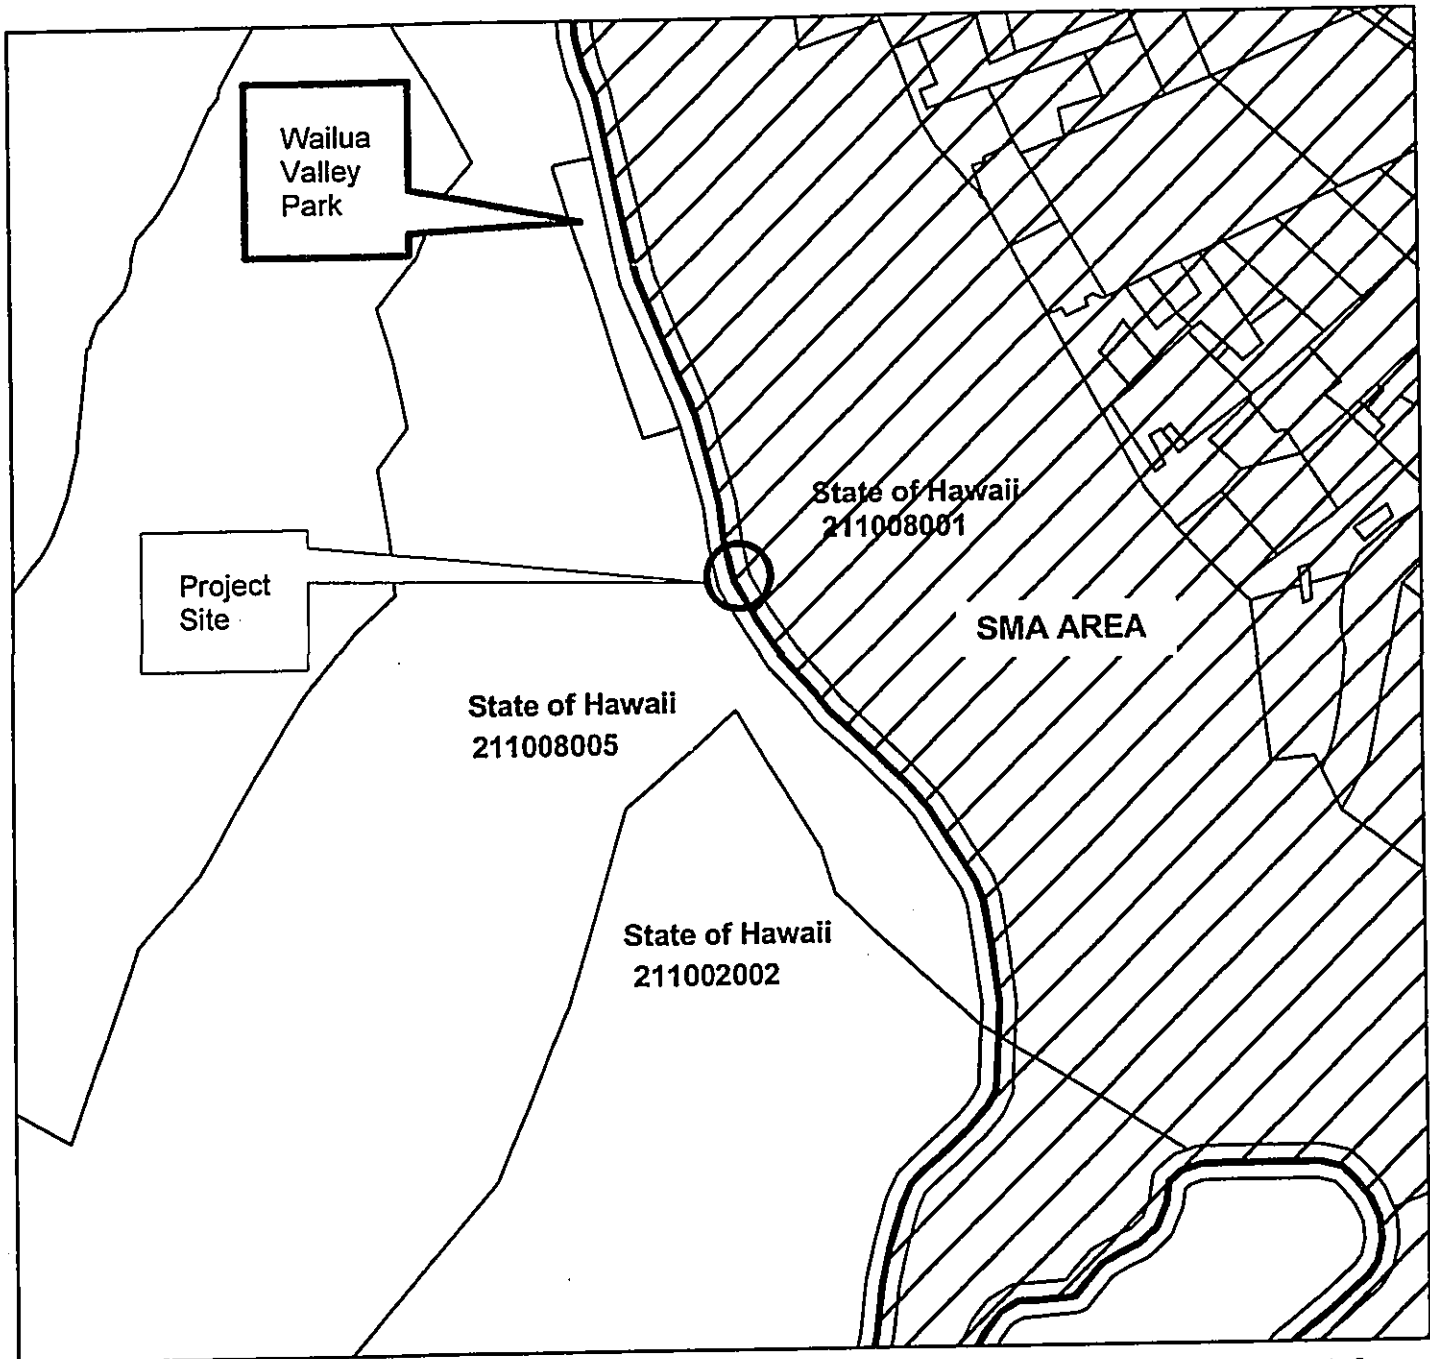 Wailua
Valley
Park
State of Hawaii
211008001
Project
Site
SMA AREA
State of Hawaii
211008005
State of Hawaii
211002002